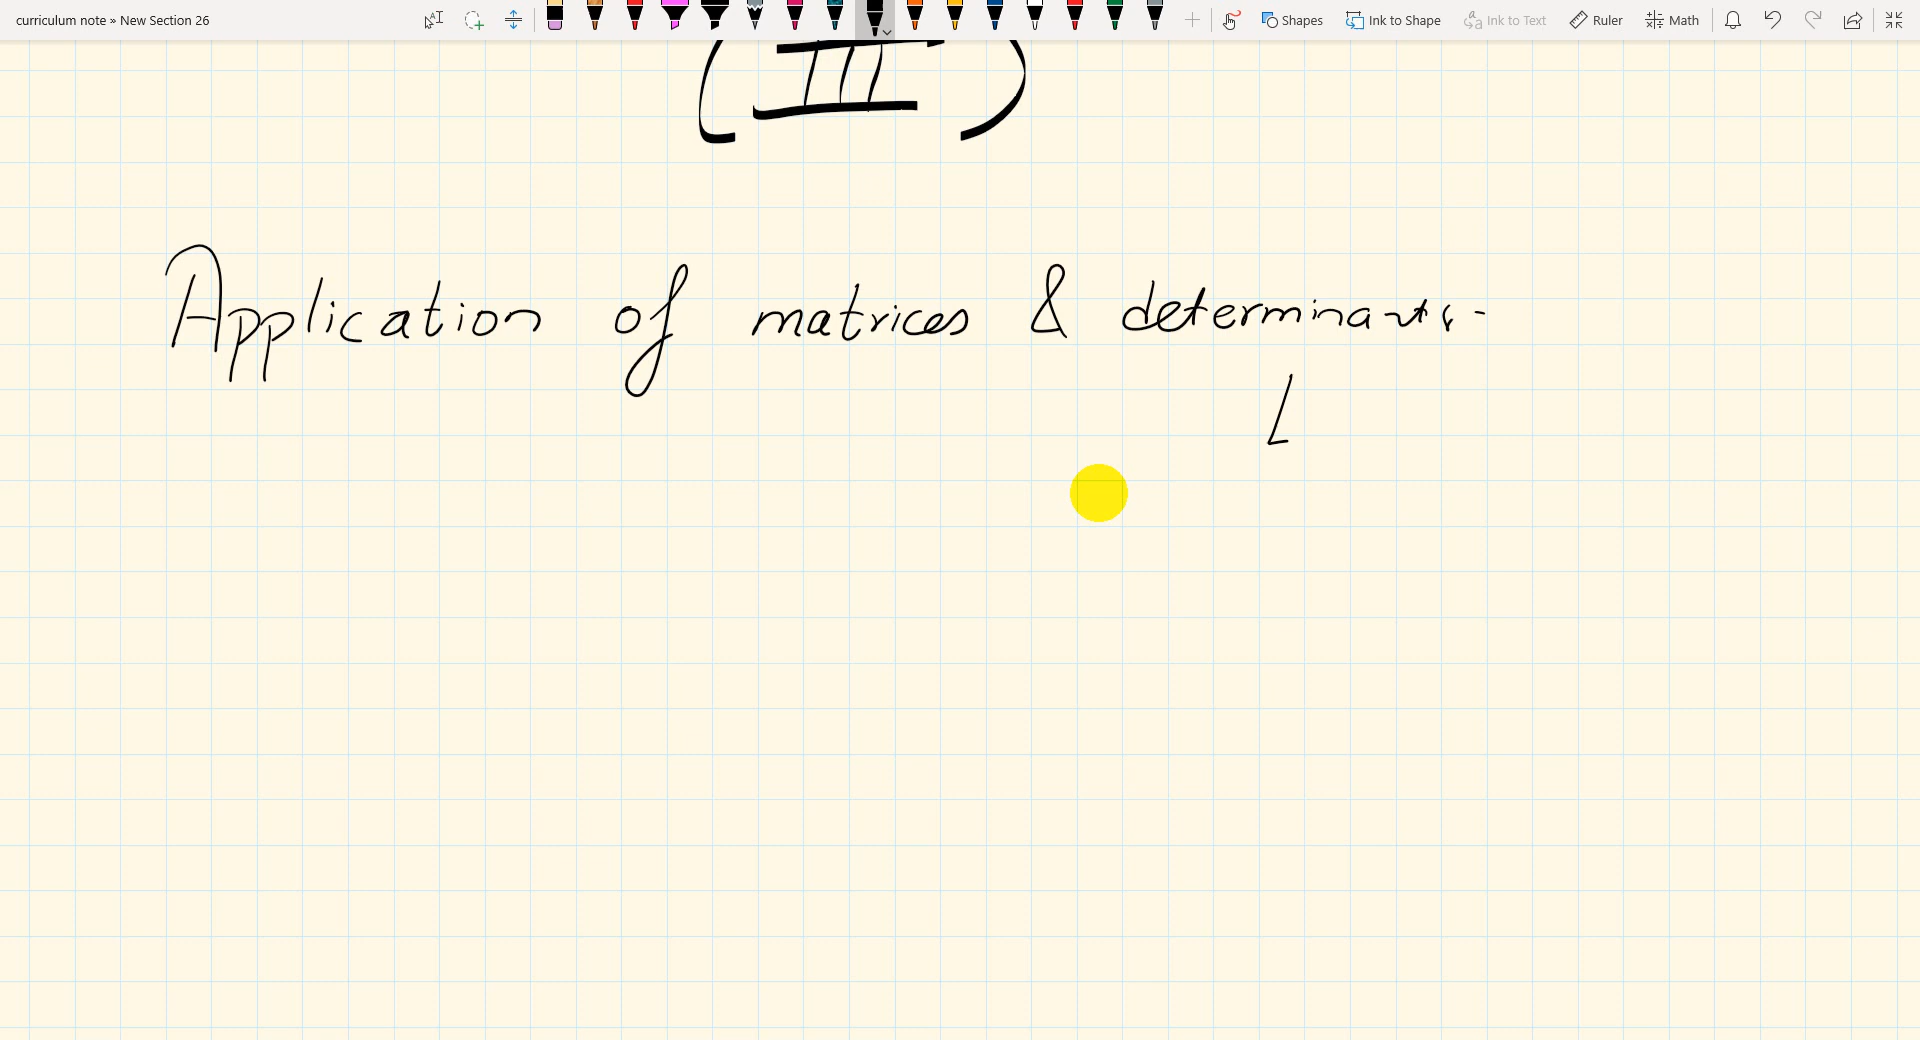 curriculum note » New Section 26
Shapes Ink to Shape Ink to Text Ruler Math
(III)
Application of matrices & determinants-
L